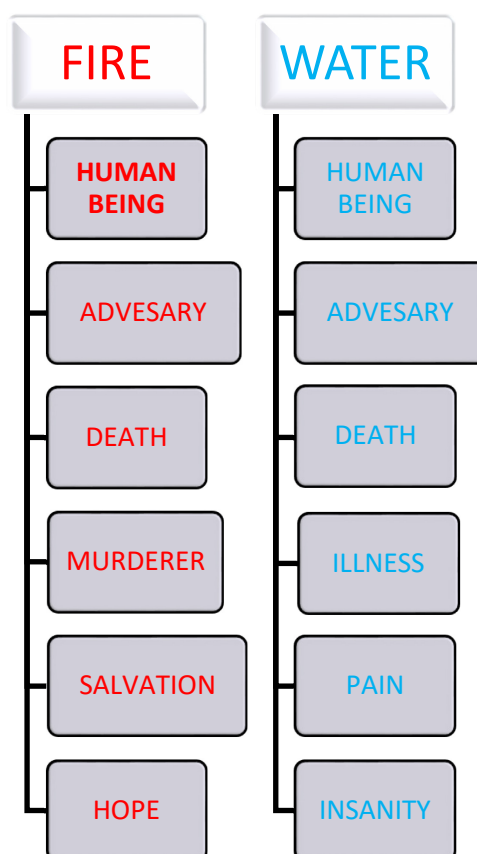 FIRE
HUMAN
BEING
ADVESARY
DEATH
MURDERER
SALVATION
HOPE
WATER
HUMAN
BEING
ADVESARY
DEATH
ILLNESS
PAIN
INSANITY